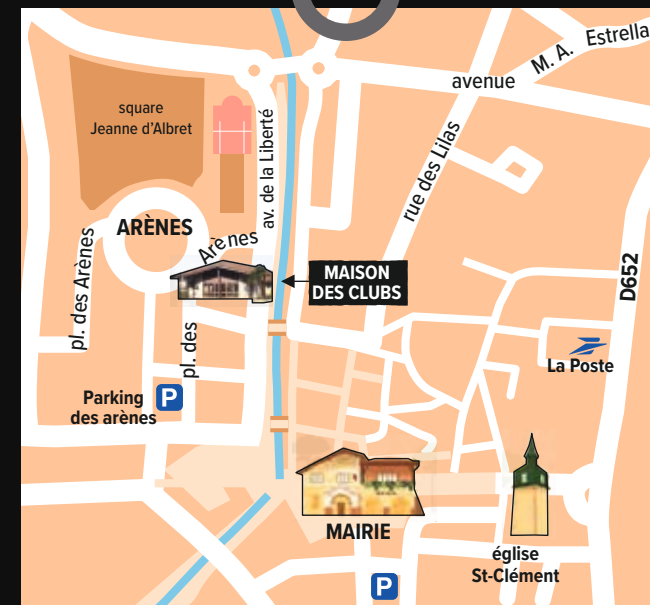 M. A. Estrella
avenue
square
Jeanne d'Albret
av. de la Liberté
rue des Lilas
ARÈNES
Arènes
pl. des Arènes
MAISON
DES CLUBS
D652
pl. des
La Poste
Parking
des arènes
P
MAIRIE
église
St-Clément
P